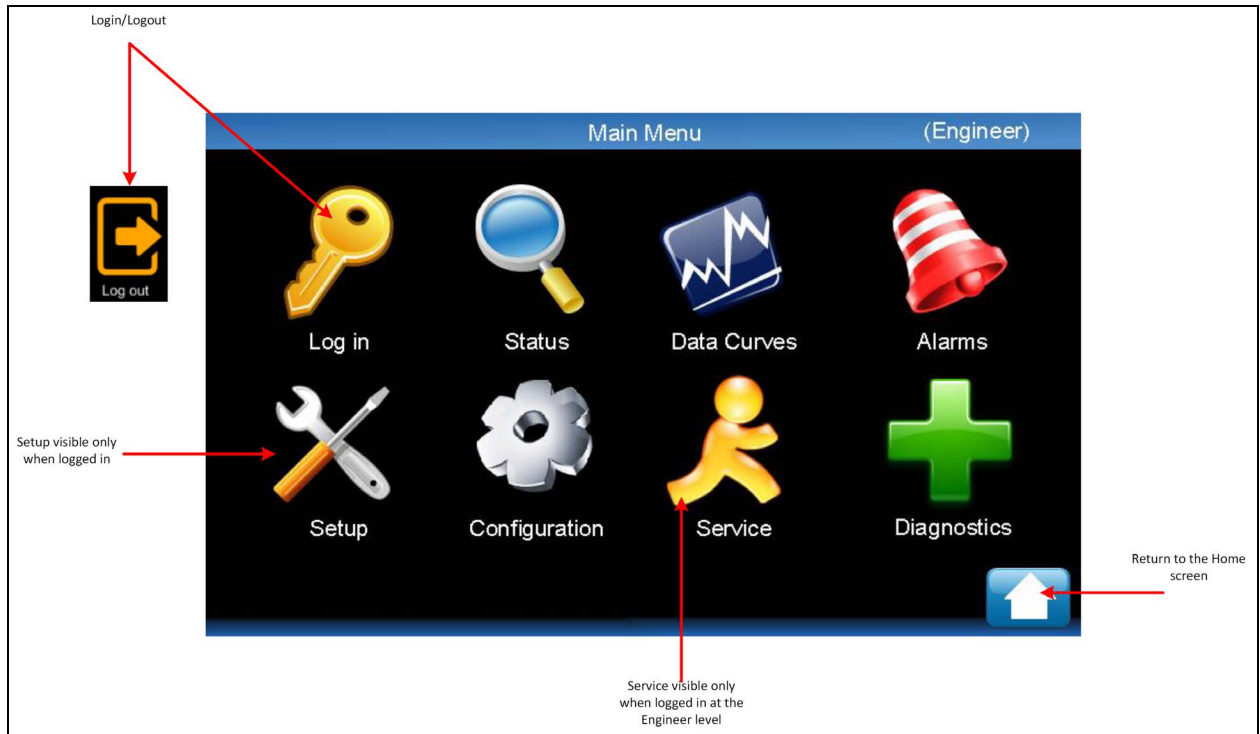 Login/Logout
Main Menu
(Engineer)
Log out
Log in
Status
Data Curves
Alarms
Setup visible only
when logged in
Setup
Configuration
Service
Diagnostics
Return to the Home
screen
Service visible only
when logged in at the
Engineer level